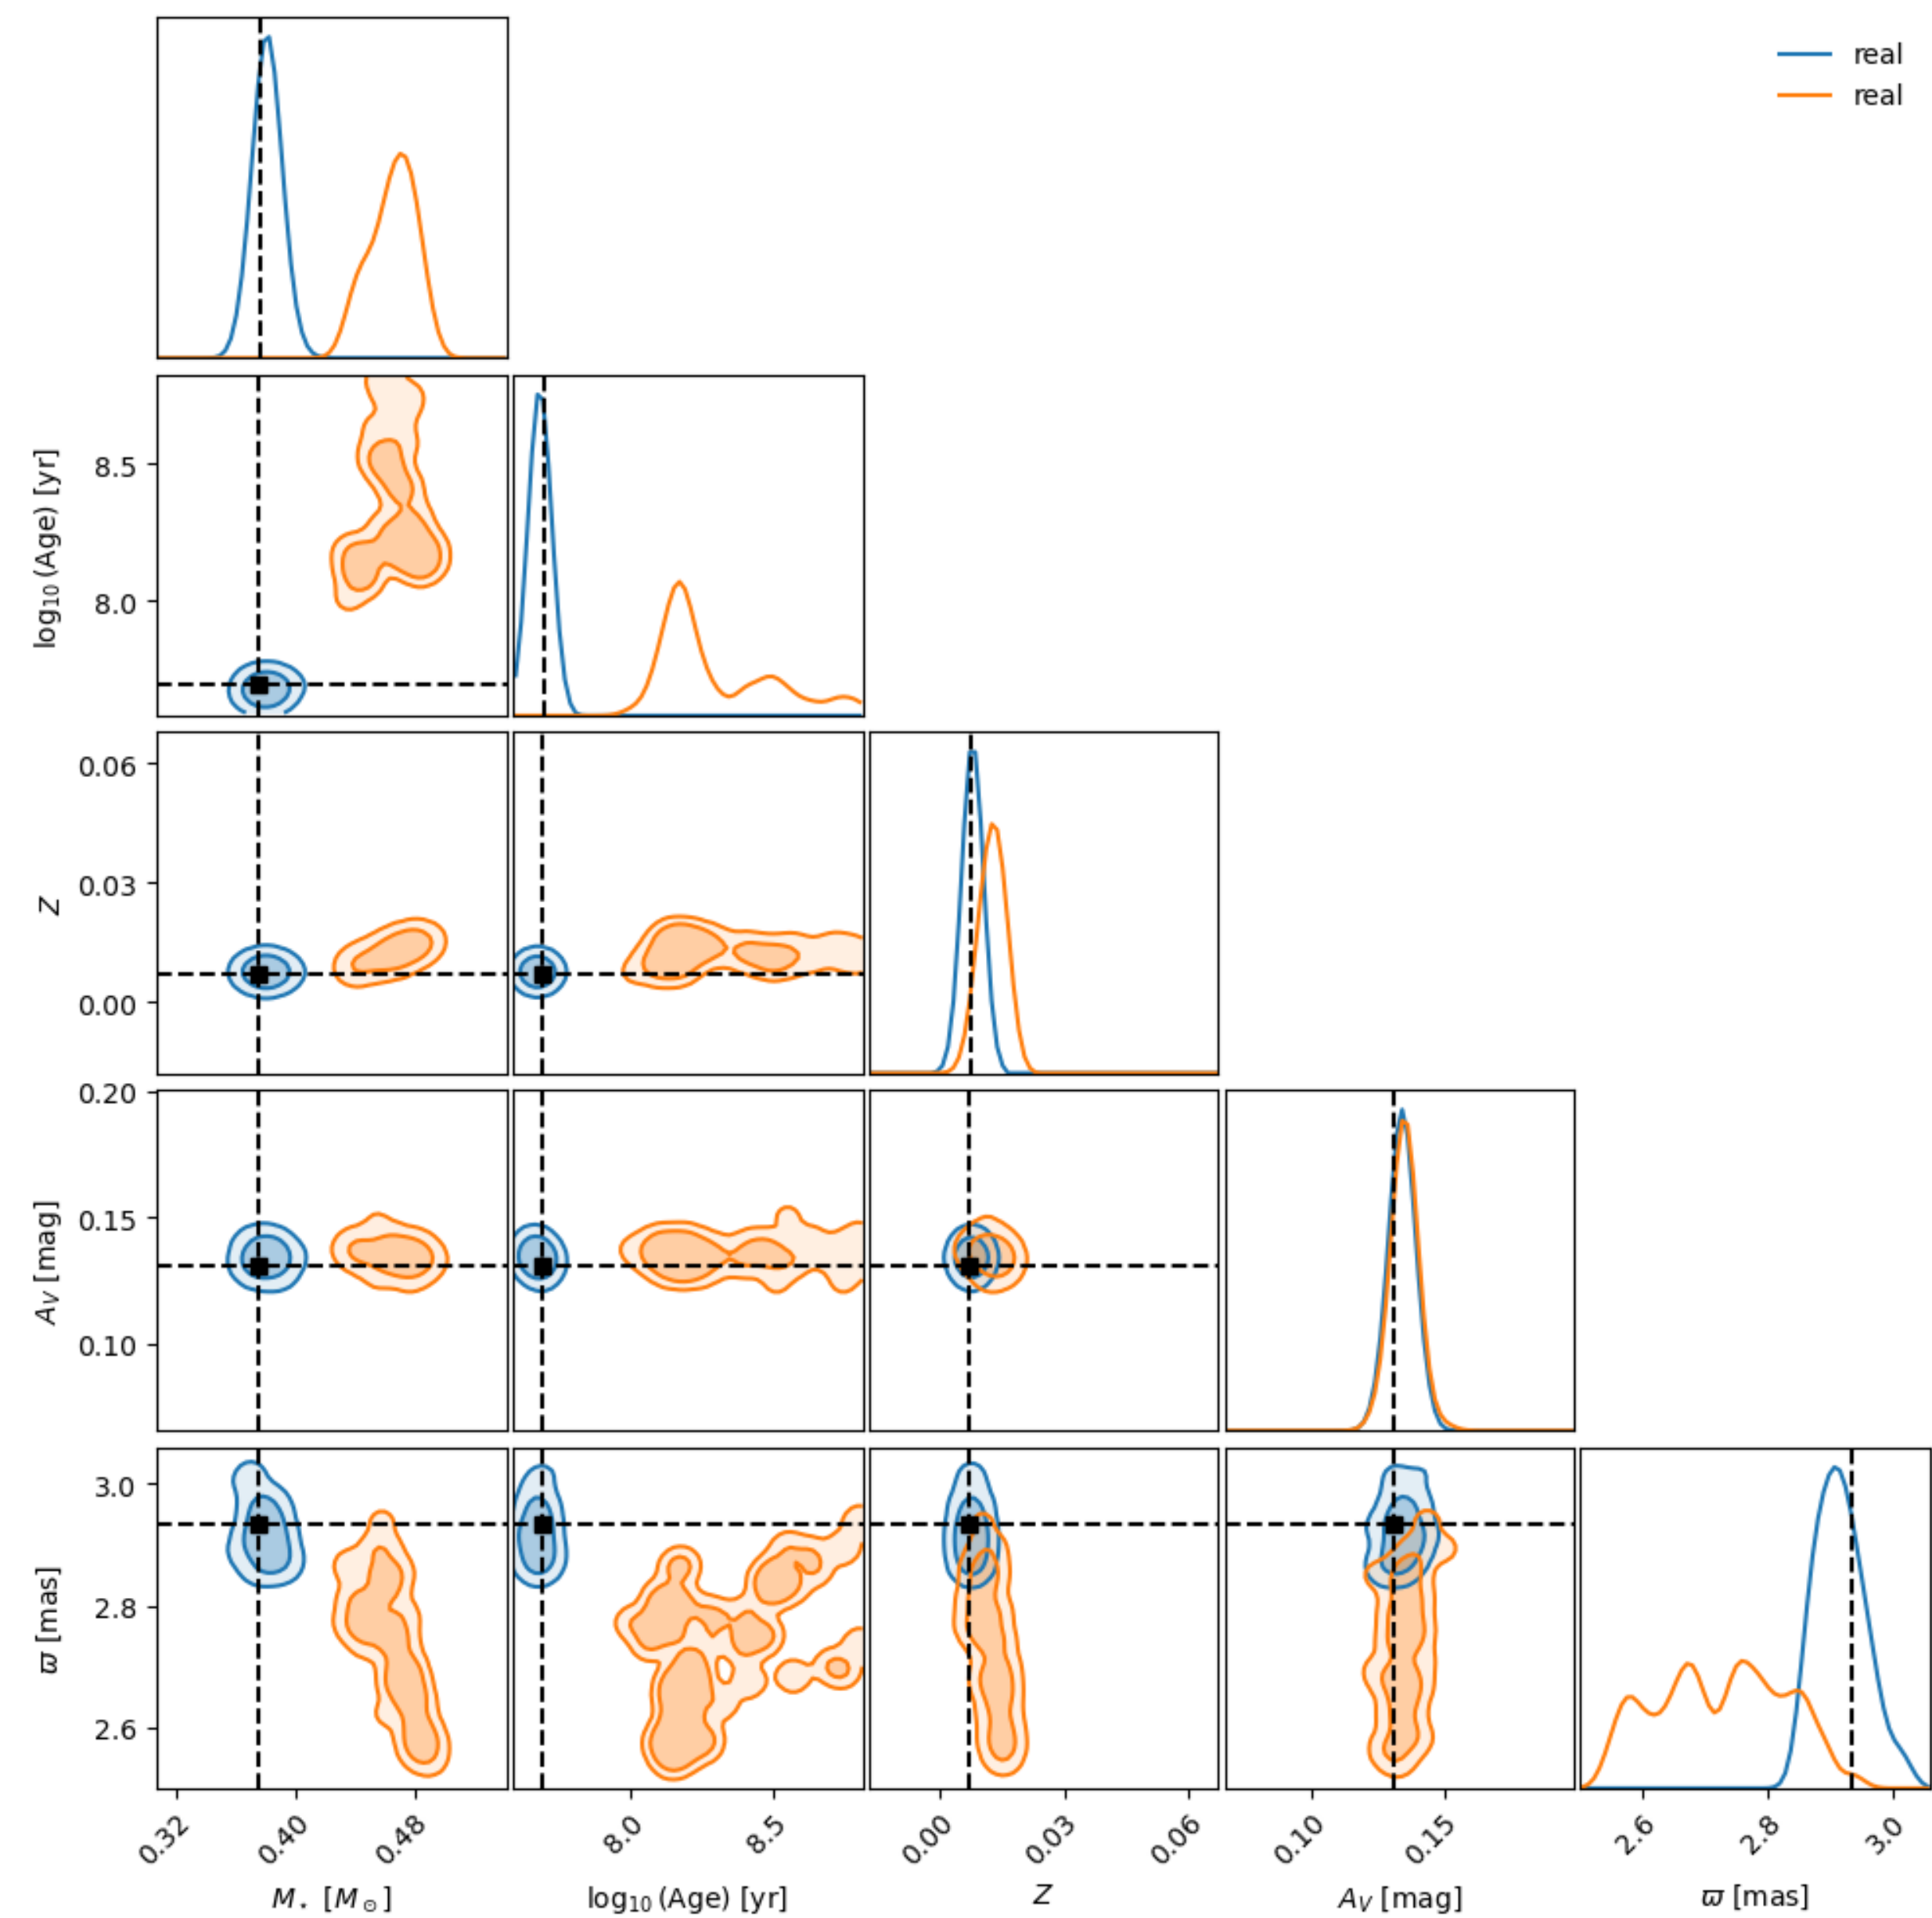 real
real
log₁₀(Age) [yr]
8.5
8.0
Z
0.06
0.03
0.00
A_V [mag]
0.20
0.15
0.10
ϖ [mas]
3.0
2.8
2.6
0.32 0.40 0.48 8.0 8.5 0.00 0.03 0.06 0.10 0.15 2.6 2.8 3.0
M⋆ [M⊙] log₁₀(Age) [yr] Z A_V [mag] ϖ [mas]